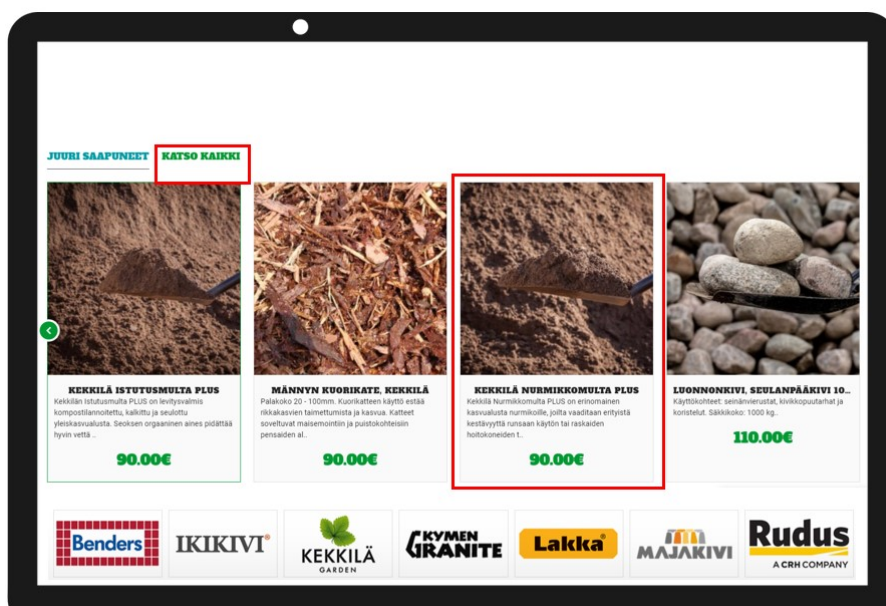 JUURI SAAPUNEET KATSO KAIKKI
KEKKILÄ ISTUTUSMULTA PLUS
Kekkilän Istutusmulta PLUS on levitysvalmis
kompostilannoitettu, kalkittu ja seulottu
yleiskasvualusta. Seoksen orgaaninen aines pidättää
hyvin vettä ..
90.00€
MÄNNYN KUORIKATE, KEKKILÄ
Palakoko 20 - 100mm. Kuorikatteen käyttö estää
rikkakasvien taimettumista ja kasvua. Katteet
soveltuvat maisemointiin ja puistokohteisiin
pensaiden al..
90.00€
KEKKILÄ NURMIKKOMULTA PLUS
Kekkilä Nurmikkomulta PLUS on erinomainen
kasvualusta nurmikoille, joilta vaaditaan erityistä
kestävyyttä runsaan käytön tai raskaiden
hoitokoneiden t..
90.00€
LUONNONKIVI, SEULANPÄÄKIVI 10...
Käyttökohteet: seinänvierustat, kivikkopuutarhat ja
koristelut. Säkkikoko: 1000 kg..
110.00€
Benders
IKIKIVI®
KEKKILÄ
GARDEN
KYMEN
GRANITE
Lakka
MAJAKIVI
Rudus
A CRH COMPANY